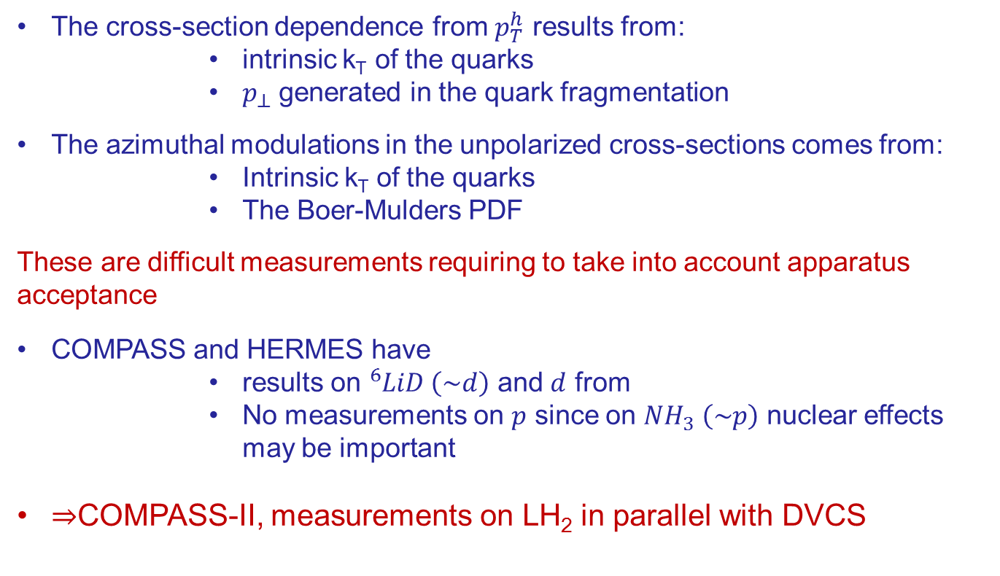 • The cross-section dependence from 𝑝ₜʰ results from:
• intrinsic k_T of the quarks
• 𝑝⊥ generated in the quark fragmentation
• The azimuthal modulations in the unpolarized cross-sections comes from:
• Intrinsic k_T of the quarks
• The Boer-Mulders PDF
These are difficult measurements requiring to take into account apparatus
acceptance
• COMPASS and HERMES have
• results on ⁶𝐿𝑖𝐷 (~𝑑) and 𝑑 from
• No measurements on 𝑝 since on 𝑁𝐻₃ (~𝑝) nuclear effects
may be important
• ⇒COMPASS-II, measurements on LH₂ in parallel with DVCS